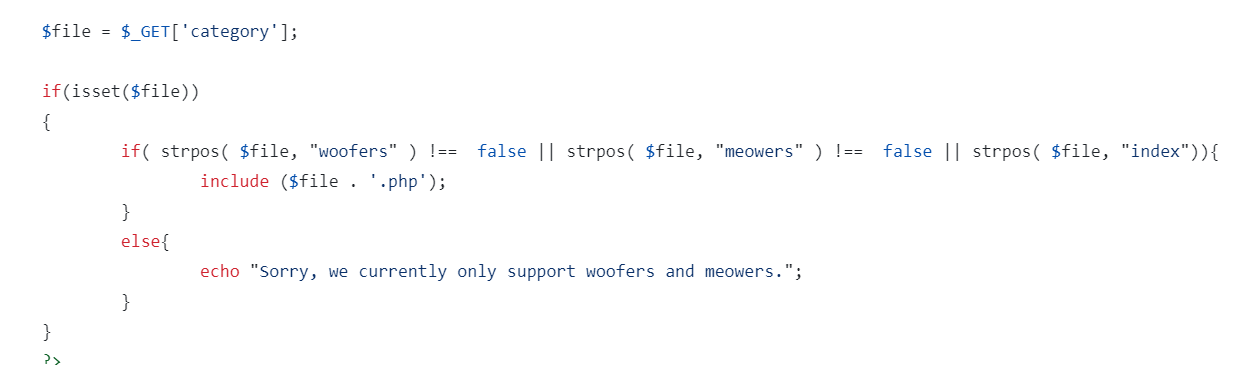 $file = $_GET['category'];
if(isset($file))
{
if( strpos( $file, "woofers" ) !==  false || strpos( $file, "meowers" ) !==  false || strpos( $file, "index")){
include ($file . '.php');
}
else{
echo "Sorry, we currently only support woofers and meowers.";
}
}
?>